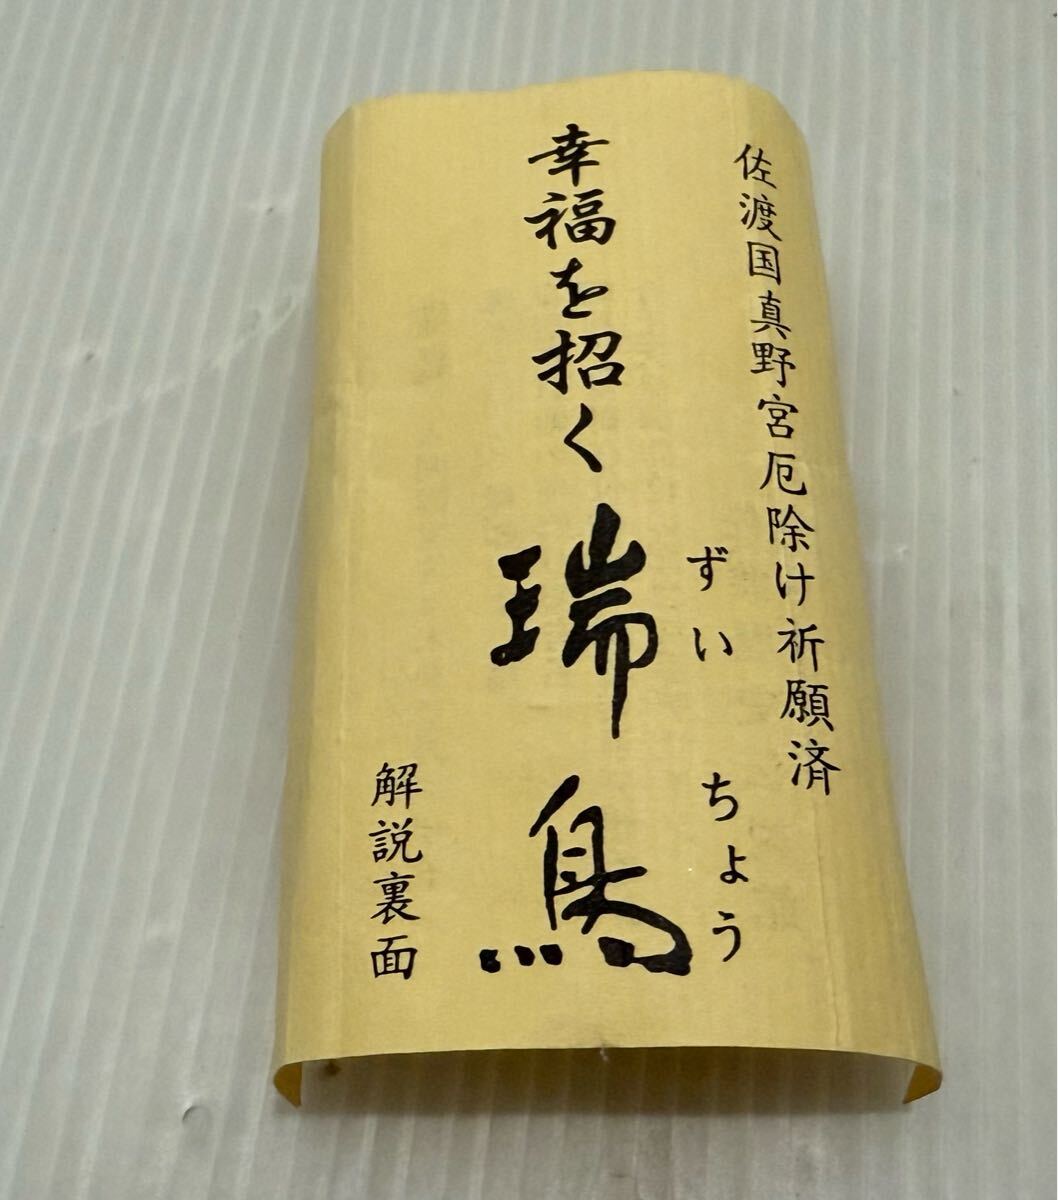 佐渡国真野宮厄除け祈願済
幸福を招く瑞鳥
ずいちょう
解説裏面